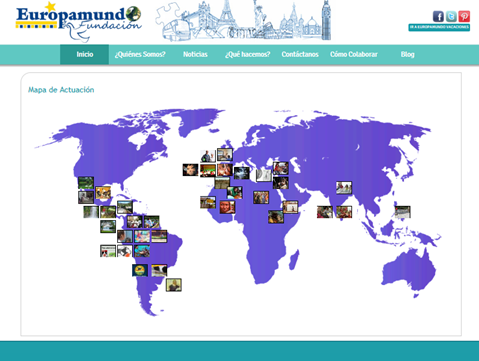 Europamundo
Fundación
IR A EUROPAMUNDO VACACIONES
Inicio
¿Quiénes Somos?
Noticias
¿Qué hacemos?
Contáctanos
Cómo Colaborar
Blog
Mapa de Actuación